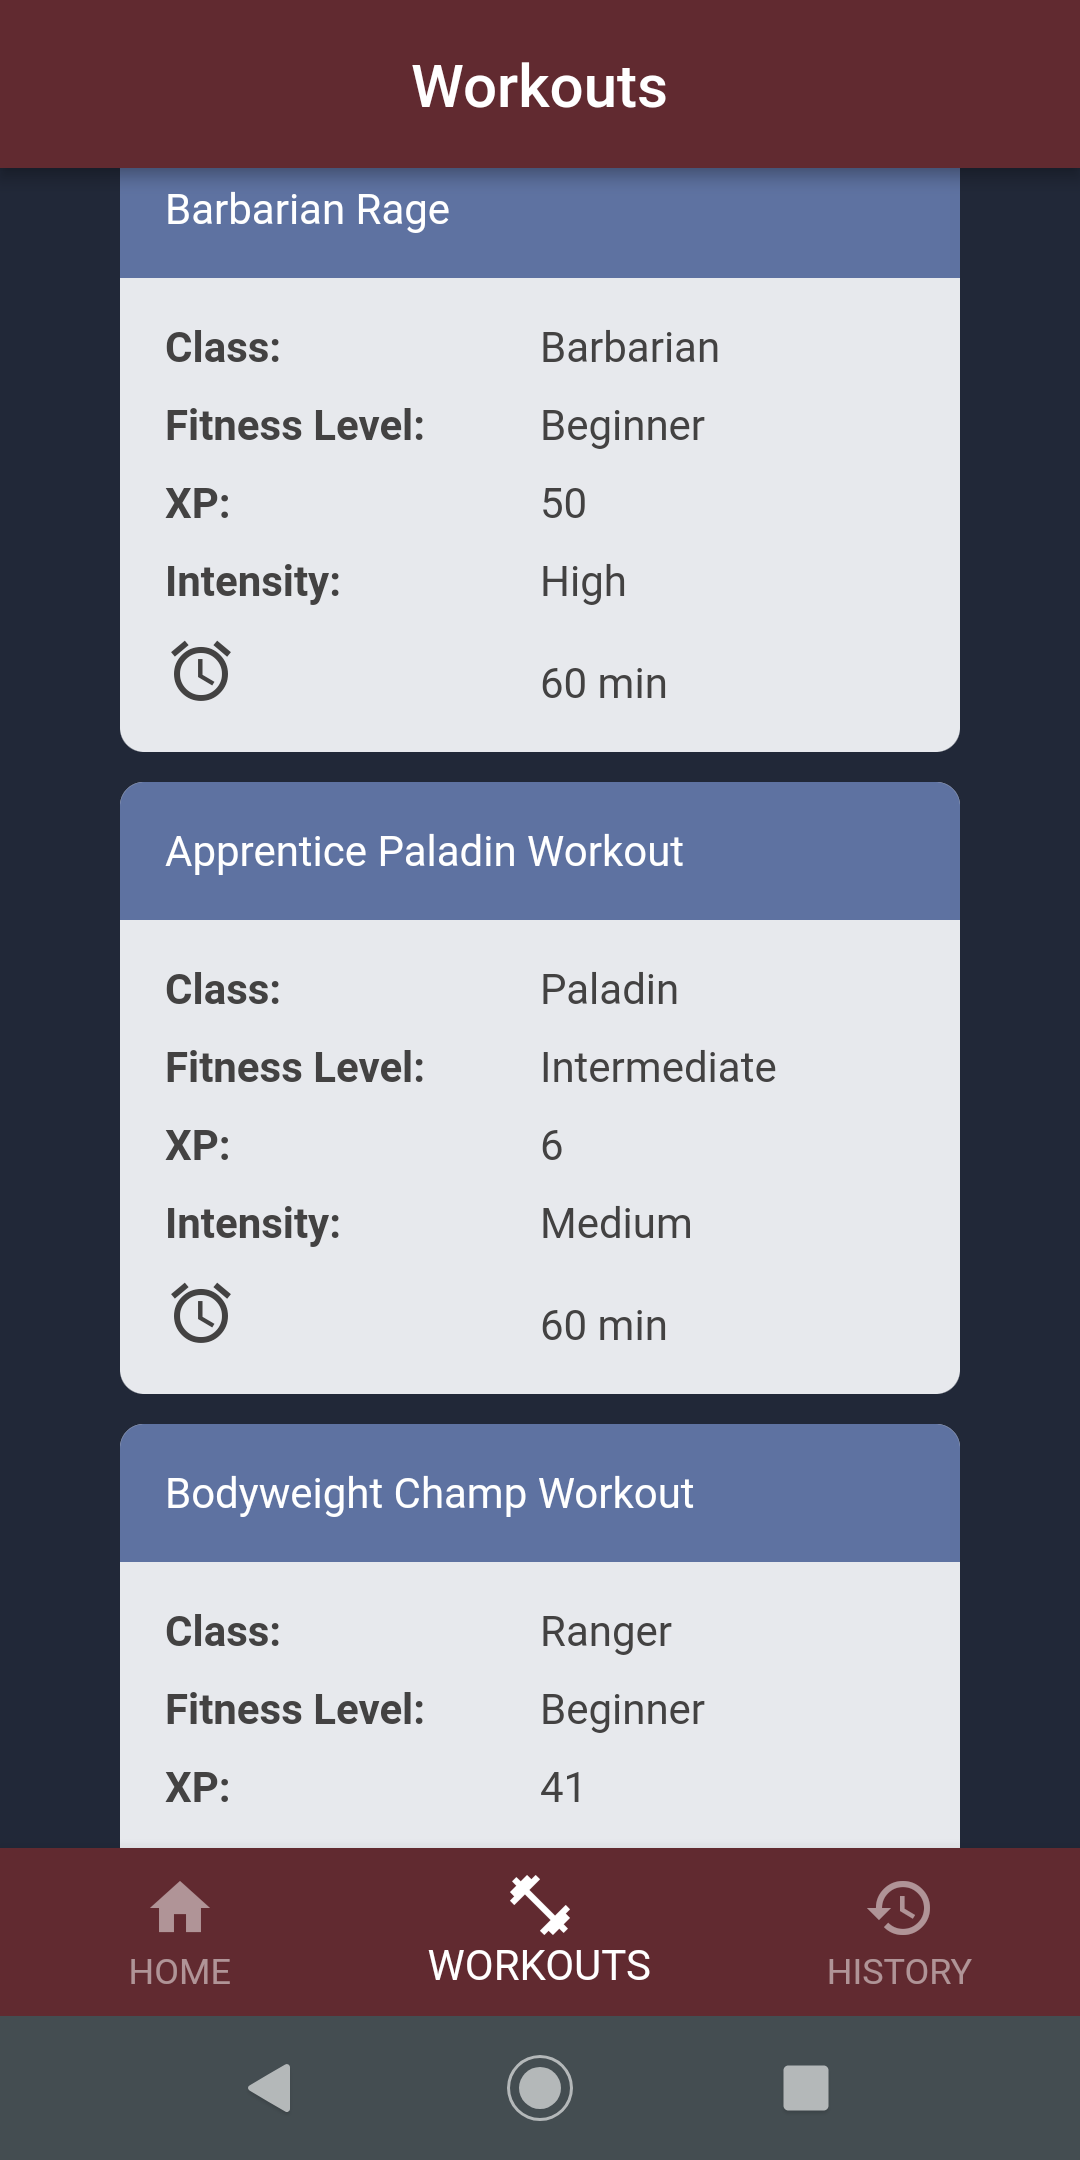 Workouts
Barbarian Rage
Class: Barbarian
Fitness Level: Beginner
XP: 50
Intensity: High
60 min
Apprentice Paladin Workout
Class: Paladin
Fitness Level: Intermediate
XP: 6
Intensity: Medium
60 min
Bodyweight Champ Workout
Class: Ranger
Fitness Level: Beginner
XP: 41
HOME WORKOUTS HISTORY